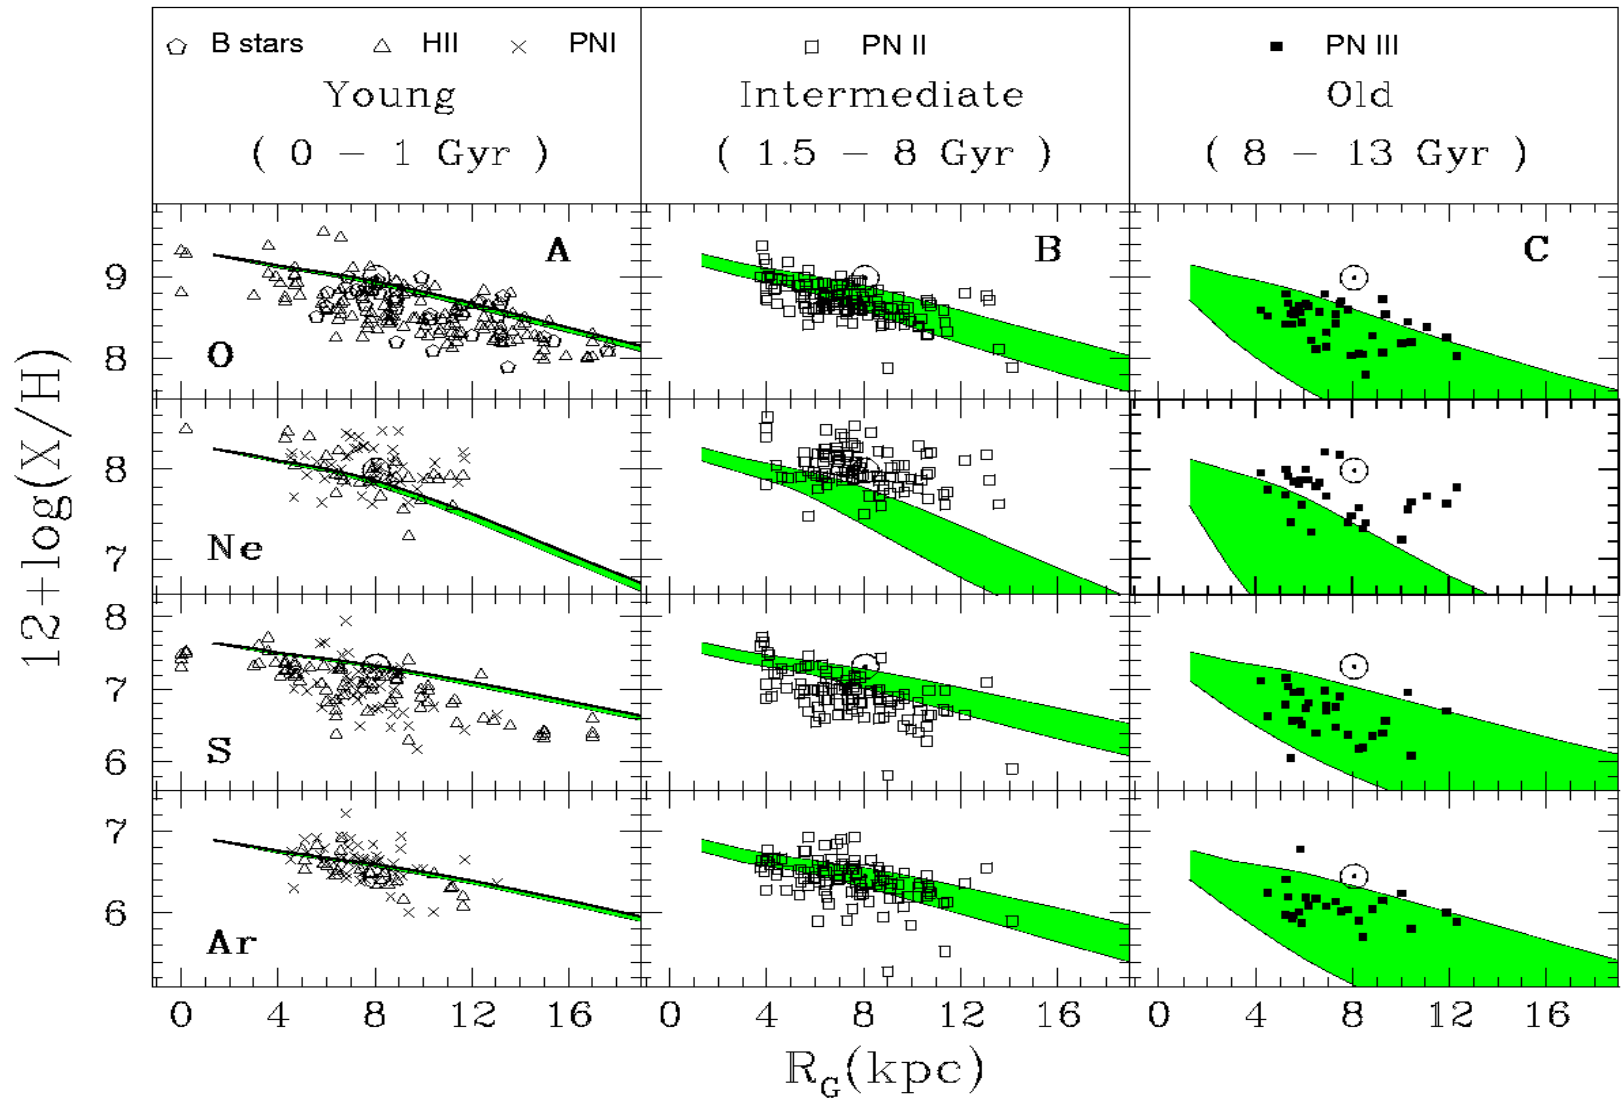 B stars HII PNI PN II PN III
Young Intermediate Old
( 0 – 1 Gyr ) ( 1.5 – 8 Gyr ) ( 8 – 13 Gyr )
A B C
9
8
O
8
7
Ne
8
7
6
S
7
6
Ar
0 4 8 12 16 0 4 8 12 16 0 4 8 12 16
12+log(X/H)
R_G(kpc)